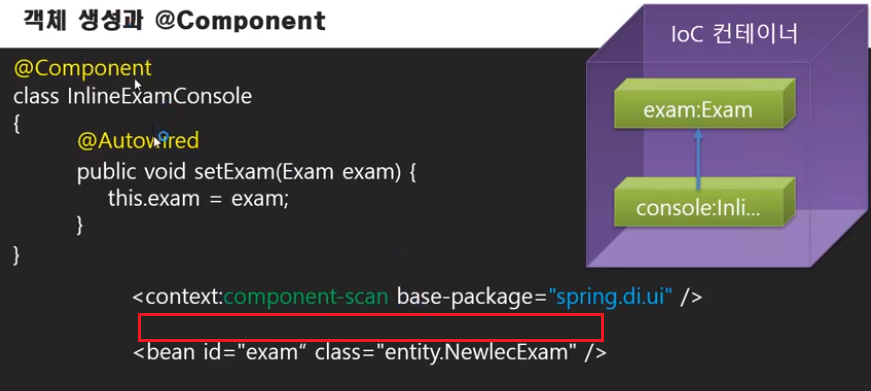 객체 생성과 @Component
@Component
class InlineExamConsole
{
@Autowired
public void setExam(Exam exam) {
this.exam = exam;
}
}
IoC 컨테이너
exam:Exam
console:Inli...
<context:component-scan base-package="spring.di.ui" />
<bean id="exam“ class="entity.NewlecExam" />